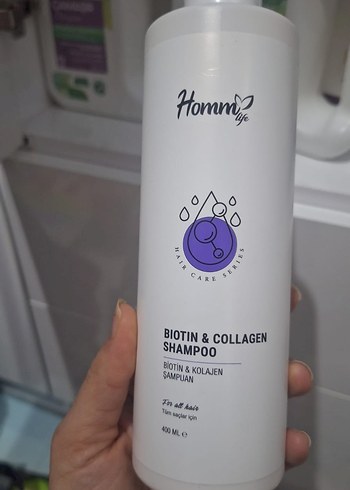 Homm
life
HAIR CARE SERIES
BIOTIN & COLLAGEN
SHAMPOO
BİOTİN & KOLAJEN
ŞAMPUAN
For all hair
Tüm saçlar için
400 ML ℮